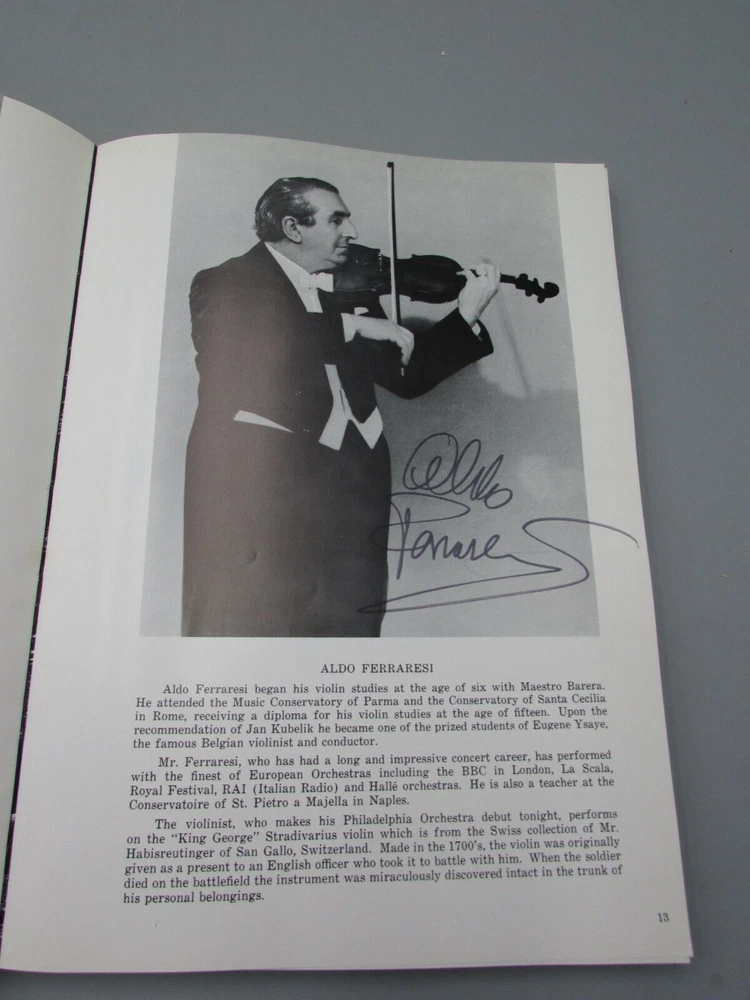 Aldo
Ferraresi
ALDO FERRARESI
Aldo Ferraresi began his violin studies at the age of six with Maestro Barera.
He attended the Music Conservatory of Parma and the Conservatory of Santa Cecilia
in Rome, receiving a diploma for his violin studies at the age of fifteen. Upon the
recommendation of Jan Kubelik he became one of the prized students of Eugene Ysaye,
the famous Belgian violinist and conductor.
Mr. Ferraresi, who has had a long and impressive concert career, has performed
with the finest of European Orchestras including the BBC in London, La Scala,
Royal Festival, RAI (Italian Radio) and Hallé orchestras. He is also a teacher at the
Conservatoire of St. Pietro a Majella in Naples.
The violinist, who makes his Philadelphia Orchestra debut tonight, performs
on the "King George" Stradivarius violin which is from the Swiss collection of Mr.
Habisreutinger of San Gallo, Switzerland. Made in the 1700's, the violin was originally
given as a present to an English officer who took it to battle with him. When the soldier
died on the battlefield the instrument was miraculously discovered intact in the trunk of
his personal belongings.
13